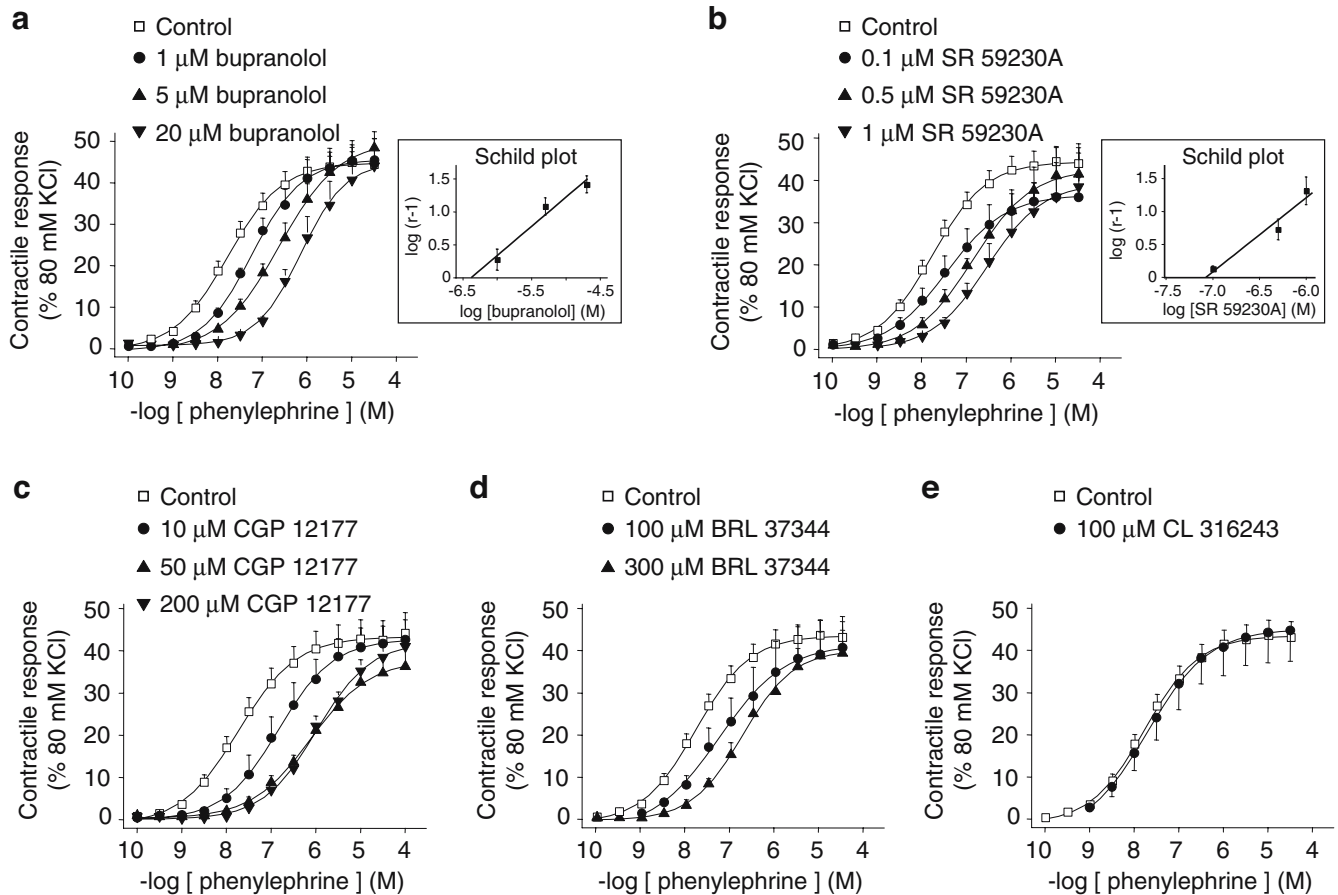 a
Control
1 μM bupranolol
5 μM bupranolol
20 μM bupranolol
Contractile response
(% 80 mM KCl)
50
40
30
20
10
0
10 9 8 7 6 5 4
-log [ phenylephrine ] (M)
Schild plot
log (r-1)
1.5
1.0
0.5
0
-6.5 -5.5 -4.5
log [bupranolol] (M)
b
Control
0.1 μM SR 59230A
0.5 μM SR 59230A
1 μM SR 59230A
Contractile response
(% 80 mM KCl)
50
40
30
20
10
0
10 9 8 7 6 5 4
-log [ phenylephrine ] (M)
Schild plot
log (r-1)
1.5
1.0
0.5
0
-7.5 -7.0 -6.5 -6.0
log [SR 59230A] (M)
c
Control
10 μM CGP 12177
50 μM CGP 12177
200 μM CGP 12177
Contractile response
(% 80 mM KCl)
50
40
30
20
10
0
10 9 8 7 6 5 4
-log [ phenylephrine ] (M)
d
Control
100 μM BRL 37344
300 μM BRL 37344
Contractile response
(% 80 mM KCl)
50
40
30
20
10
0
10 9 8 7 6 5 4
-log [ phenylephrine ] (M)
e
Control
100 μM CL 316243
Contractile response
(% 80 mM KCl)
50
40
30
20
10
0
10 9 8 7 6 5 4
-log [ phenylephrine ] (M)